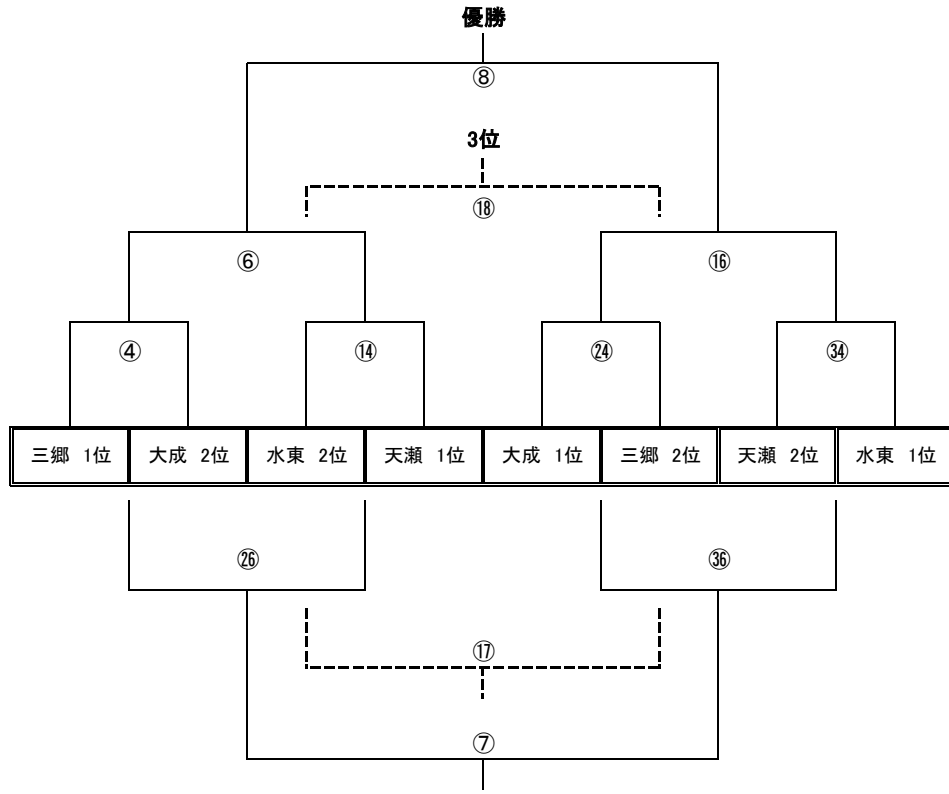 優勝
⑧
3位
⑱
⑥ ⑯
④ ⑭ ㉔ ㉞
三郷 1位 大成 2位 水東 2位 天瀬 1位 大成 1位 三郷 2位 天瀬 2位 水東 1位
㉖ ㊱
⑰
⑦